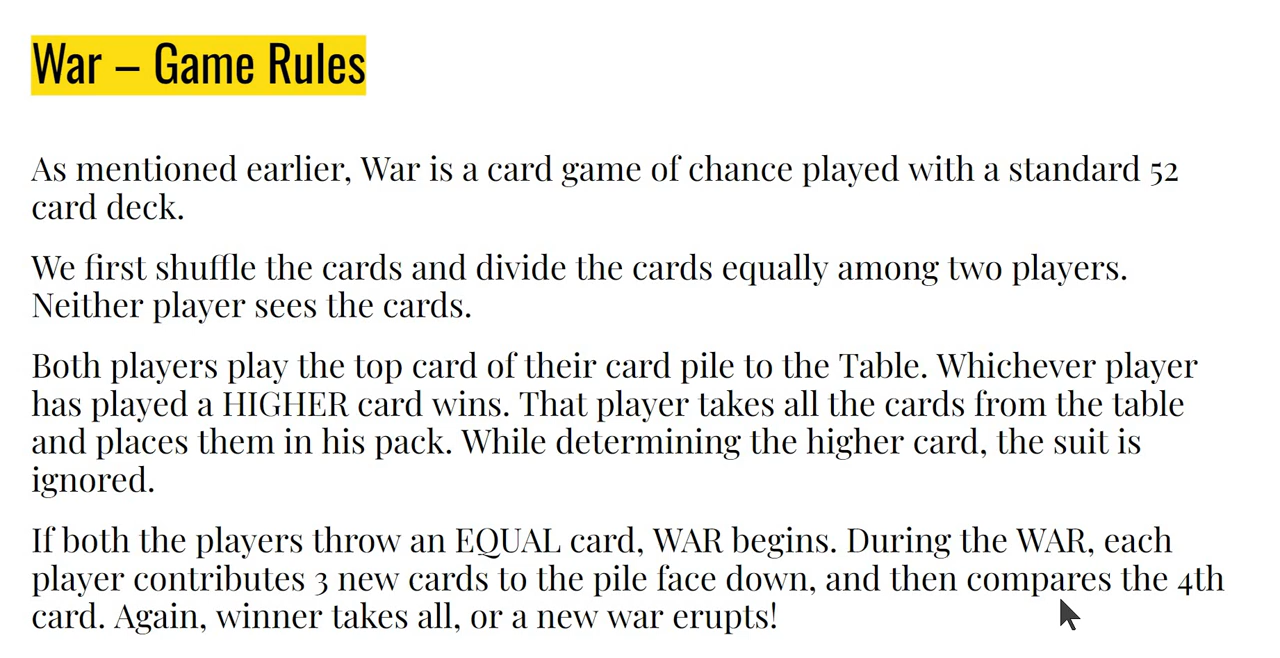 War – Game Rules
As mentioned earlier, War is a card game of chance played with a standard 52
card deck.
We first shuffle the cards and divide the cards equally among two players.
Neither player sees the cards.
Both players play the top card of their card pile to the Table. Whichever player
has played a HIGHER card wins. That player takes all the cards from the table
and places them in his pack. While determining the higher card, the suit is
ignored.
If both the players throw an EQUAL card, WAR begins. During the WAR, each
player contributes 3 new cards to the pile face down, and then compares the 4th
card. Again, winner takes all, or a new war erupts!